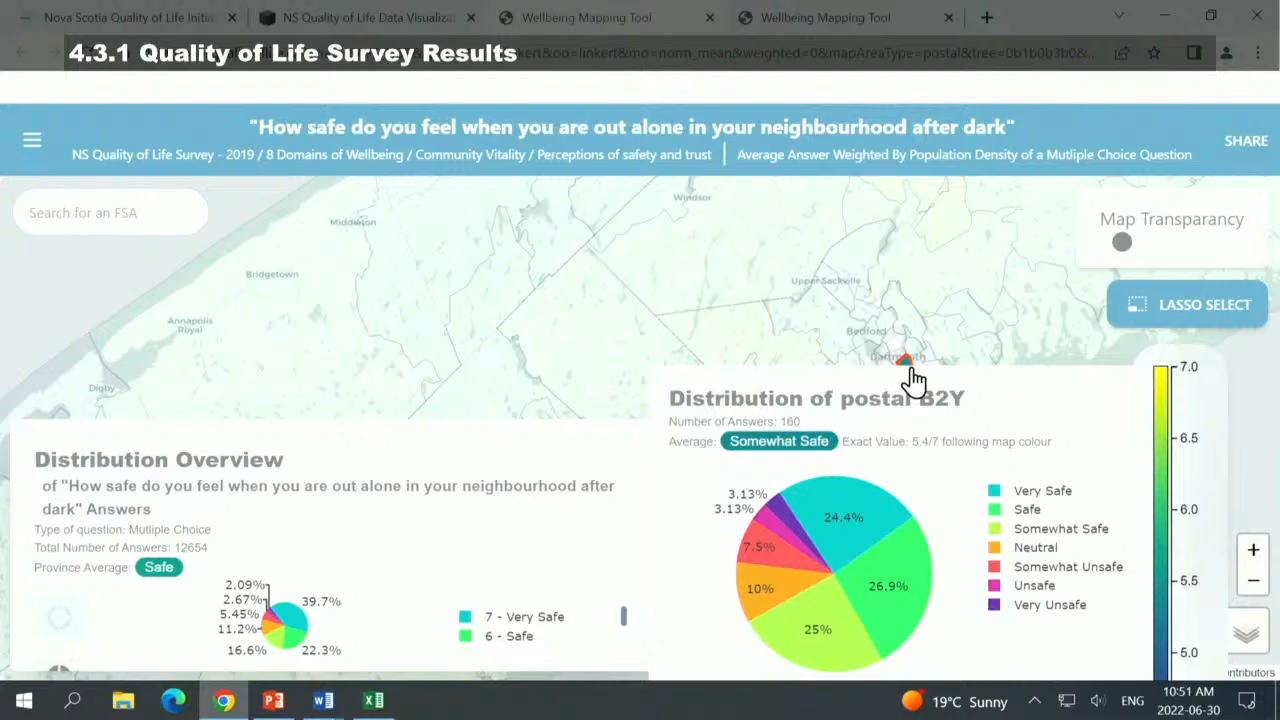 Nova Scotia Quality of Life Initia
NS Quality of Life Data Visualiza
Wellbeing Mapping Tool
Wellbeing Mapping Tool
4.3.1 Quality of Life Survey Results
"How safe do you feel when you are out alone in your neighbourhood after dark"
NS Quality of Life Survey - 2019 / 8 Domains of Wellbeing / Community Vitality / Perceptions of safety and trust
Average Answer Weighted By Population Density of a Mutliple Choice Question
SHARE
Search for an FSA
Map Transparancy
LASSO SELECT
Windsor
Middleton
Bridgetown
Upper Sackville
Annapolis
Royal
Bedford
Dartmouth
Digby
Distribution of postal B2Y
Number of Answers: 160
Average: Somewhat Safe Exact Value: 5.4/7 following map colour
3.13%
3.13%
7.5%
10%
25%
26.9%
24.4%
Very Safe
Safe
Somewhat Safe
Neutral
Somewhat Unsafe
Unsafe
Very Unsafe
7.0
6.5
6.0
5.5
5.0
+
−
Distribution Overview
of "How safe do you feel when you are out alone in your neighbourhood after
dark" Answers
Type of question: Mutliple Choice
Total Number of Answers: 12654
Province Average: Safe
2.09%
2.67%
5.45%
11.2%
16.6%
22.3%
39.7%
7 - Very Safe
6 - Safe
ntributors
19°C Sunny
ENG
10:51 AM
2022-06-30